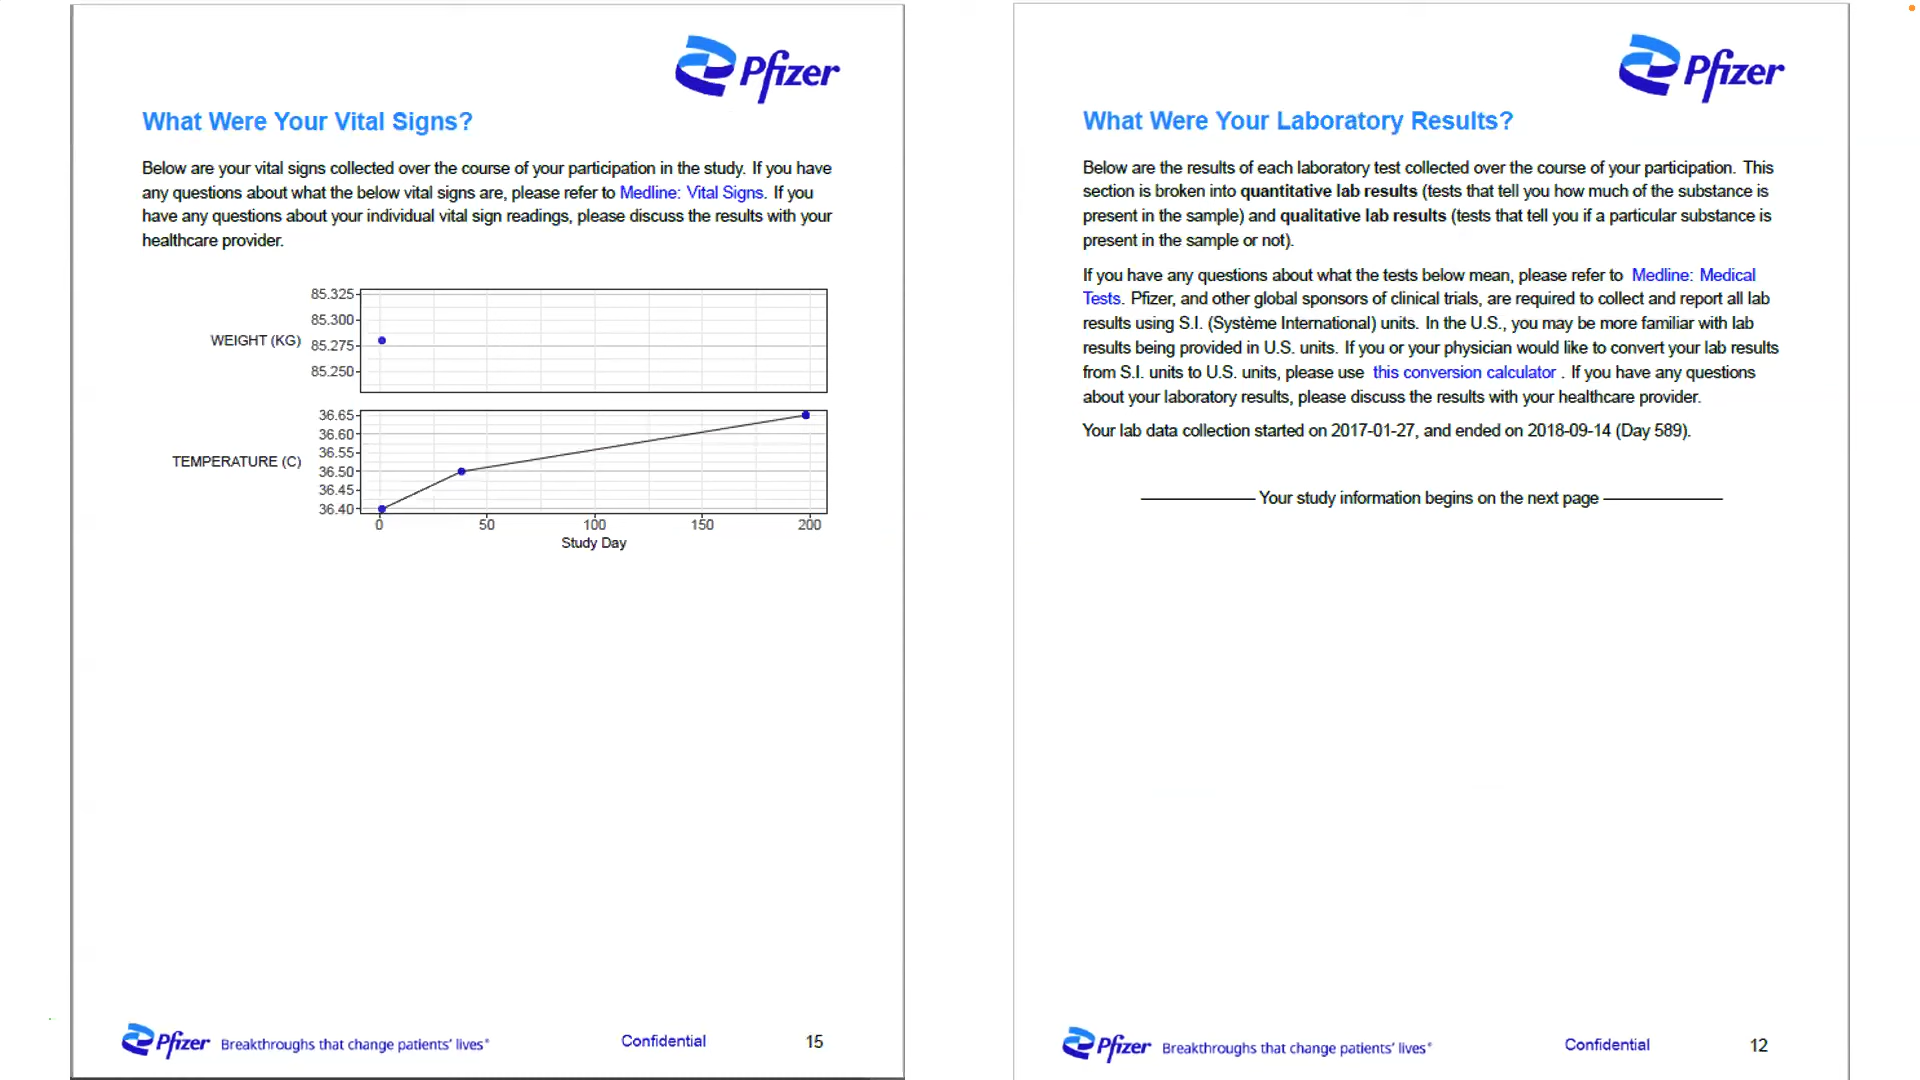 Pfizer
What Were Your Vital Signs?
Below are your vital signs collected over the course of your participation in the study. If you have
any questions about what the below vital signs are, please refer to Medline: Vital Signs. If you
have any questions about your individual vital sign readings, please discuss the results with your
healthcare provider.
85.325
85.300
WEIGHT (KG)
85.275
85.250
36.65
36.60
36.55
TEMPERATURE (C)
36.50
36.45
36.40
0 50 100 150 200
Study Day
Pfizer Breakthroughs that change patients' lives® Confidential 15
Pfizer
What Were Your Laboratory Results?
Below are the results of each laboratory test collected over the course of your participation. This
section is broken into quantitative lab results (tests that tell you how much of the substance is
present in the sample) and qualitative lab results (tests that tell you if a particular substance is
present in the sample or not).
If you have any questions about what the tests below mean, please refer to Medline: Medical
Tests. Pfizer, and other global sponsors of clinical trials, are required to collect and report all lab
results using S.I. (Système International) units. In the U.S., you may be more familiar with lab
results being provided in U.S. units. If you or your physician would like to convert your lab results
from S.I. units to U.S. units, please use this conversion calculator . If you have any questions
about your laboratory results, please discuss the results with your healthcare provider.
Your lab data collection started on 2017-01-27, and ended on 2018-09-14 (Day 589).
Your study information begins on the next page
Pfizer Breakthroughs that change patients' lives® Confidential 12